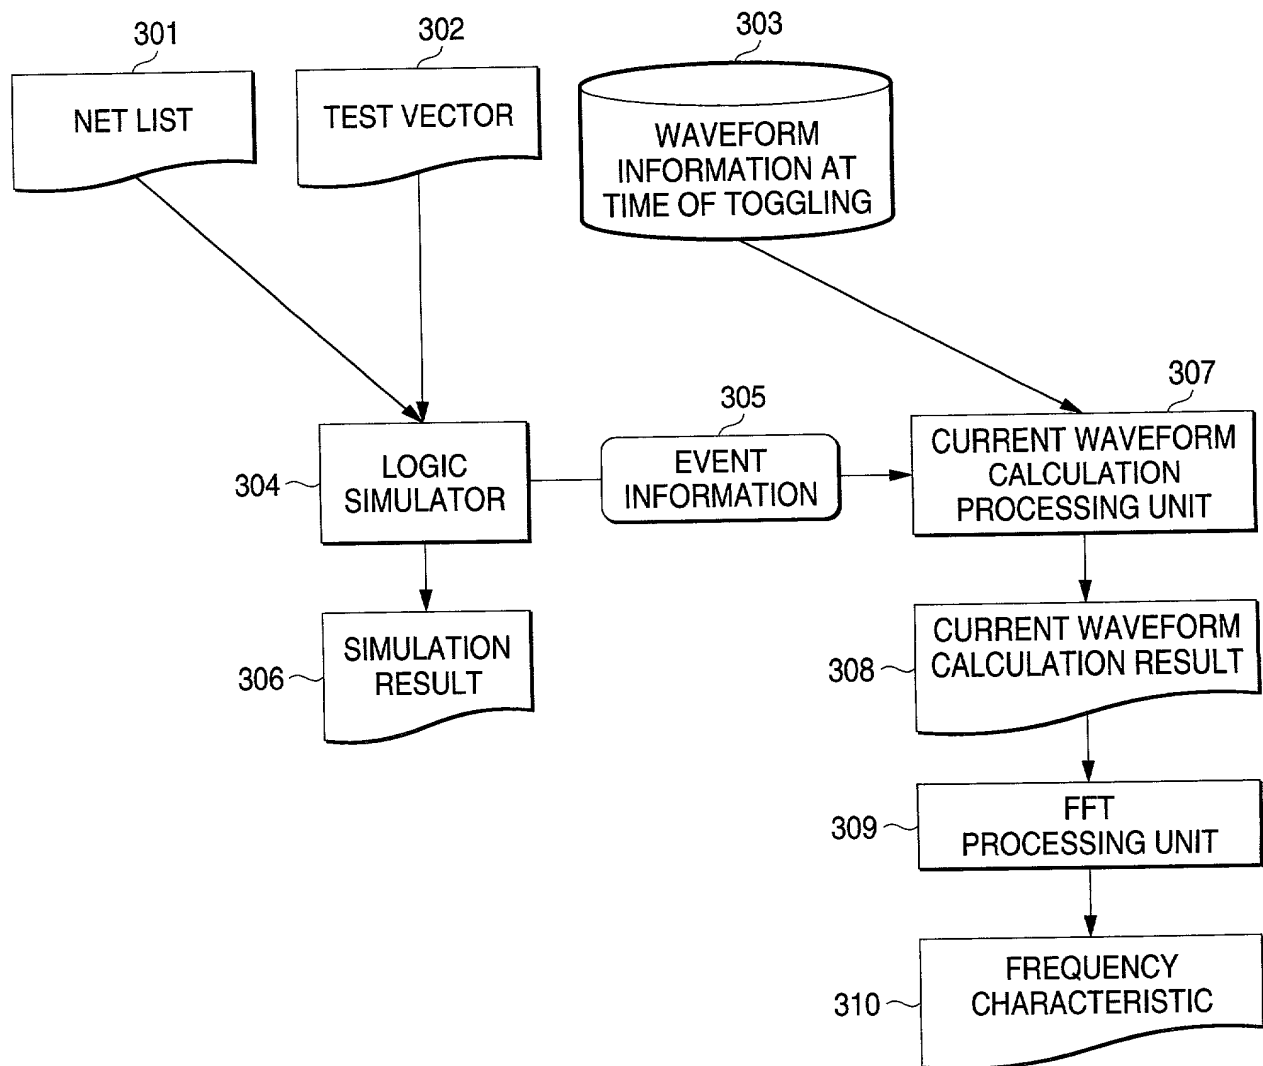 301
302
303
NET LIST
TEST VECTOR
WAVEFORM
INFORMATION AT
TIME OF TOGGLING
304
LOGIC
SIMULATOR
305
EVENT
INFORMATION
307
CURRENT WAVEFORM
CALCULATION
PROCESSING UNIT
306
SIMULATION
RESULT
308
CURRENT WAVEFORM
CALCULATION RESULT
309
FFT
PROCESSING UNIT
310
FREQUENCY
CHARACTERISTIC